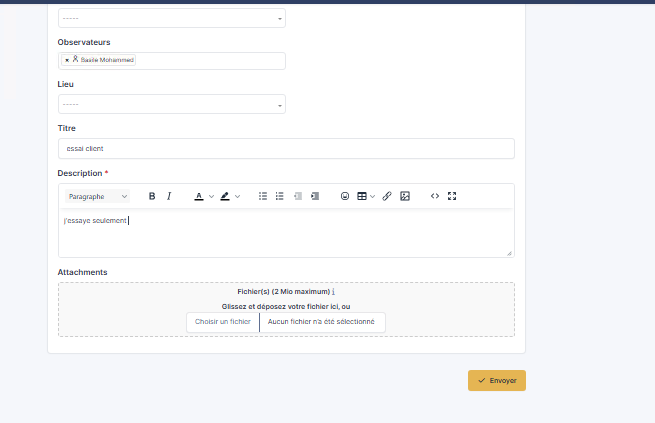 -----
Observateurs
× Basile Mohammed
Lieu
-----
Titre
essai client
Description *
Paragraphe B I A
j'essaye seulement
Attachments
Fichier(s) (2 Mio maximum) i
Glissez et déposez votre fichier ici, ou
Choisir un fichier Aucun fichier n'a été sélectionné
Envoyer